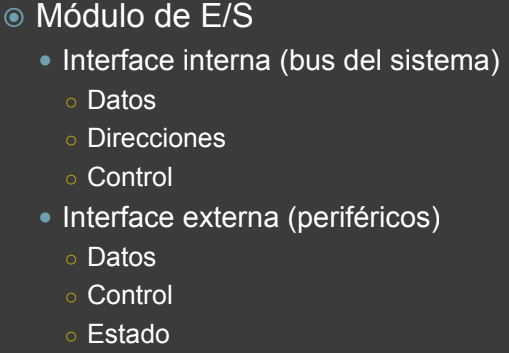 Módulo de E/S
Interface interna (bus del sistema)
Datos
Direcciones
Control
Interface externa (periféricos)
Datos
Control
Estado